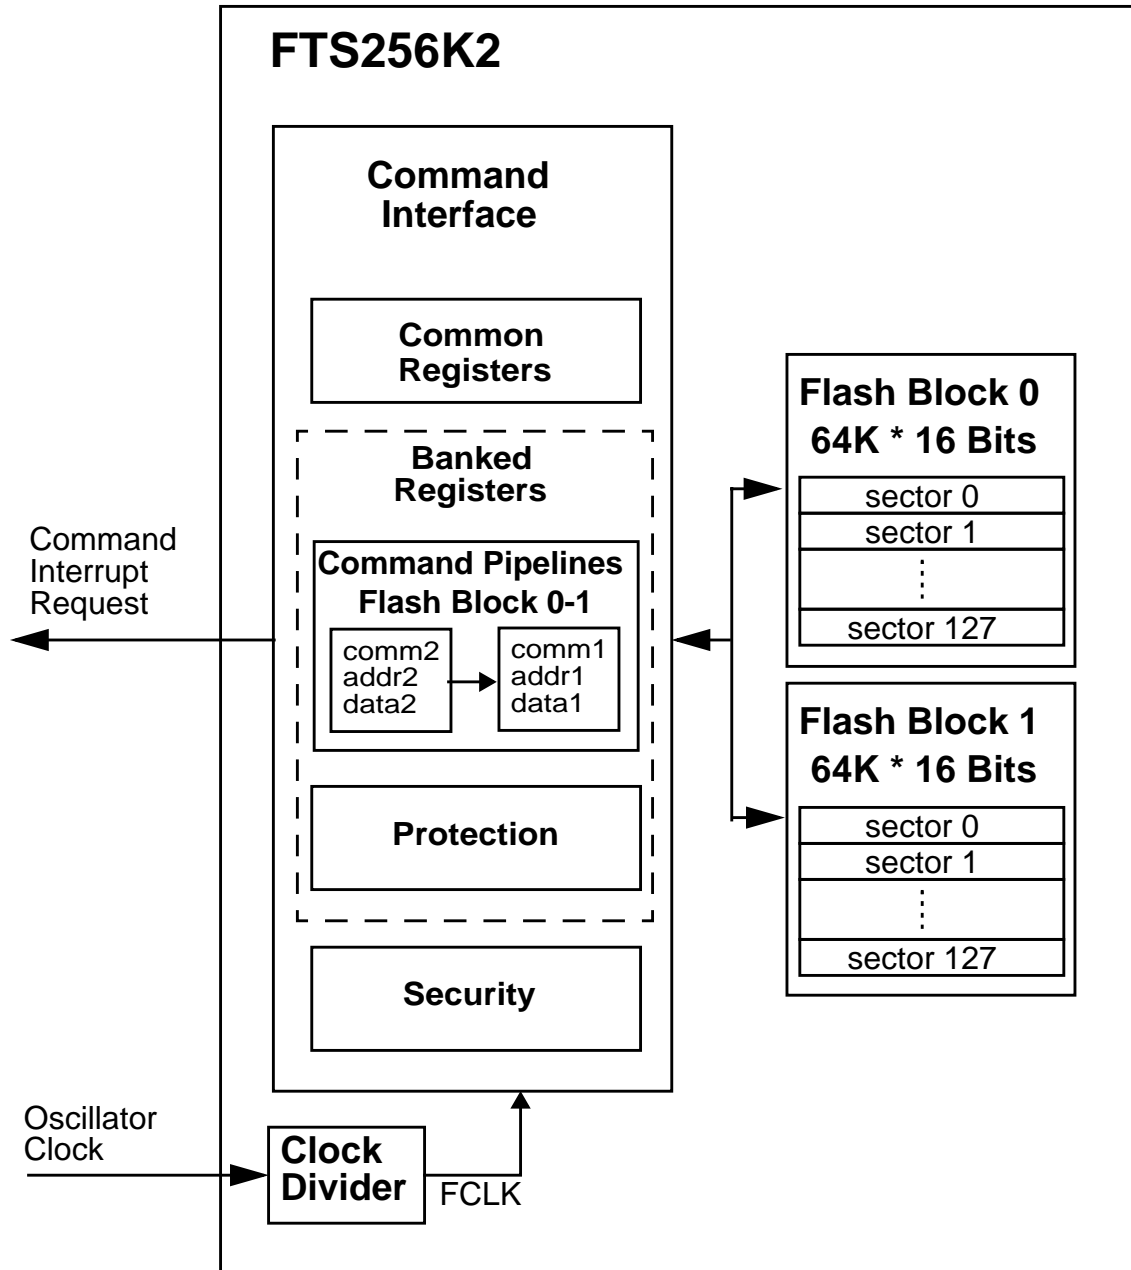 FTS256K2
Command
Interface
Common
Registers
Banked
Registers
Command Pipelines
Flash Block 0-1
comm2
addr2
data2
comm1
addr1
data1
Protection
Security
Command
Interrupt
Request
Oscillator
Clock
Clock
Divider
FCLK
Flash Block 0
64K * 16 Bits
sector 0
sector 1
sector 127
Flash Block 1
64K * 16 Bits
sector 0
sector 1
sector 127